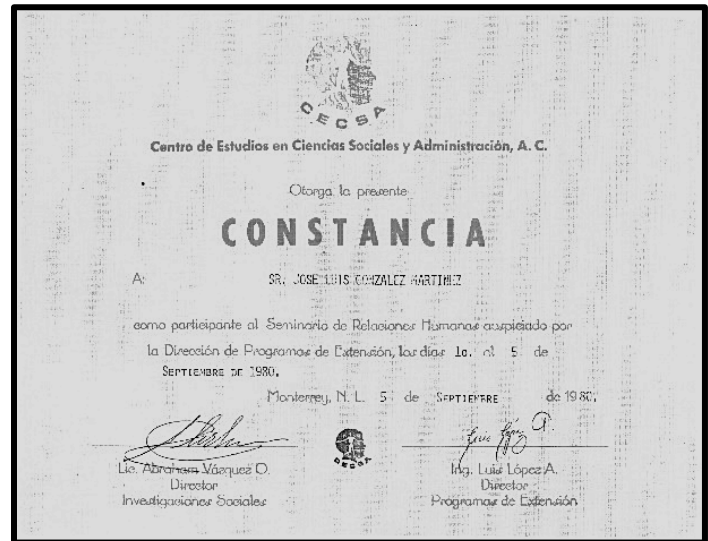 CECSA
Centro de Estudios en Ciencias Sociales y Administración, A. C.
Otorga la presente
CONSTANCIA
A: SR. JOSE LUIS GONZALEZ MARTINEZ
como participante al Seminario de Relaciones Humanas auspiciado por
la Dirección de Programas de Extensión, los días 1o. al 5 de
SEPTIEMBRE DE 1980.
Monterrey, N. L. 5 de SEPTIEMBRE de 1980.
CECSA
Lic. Abraham Vásquez O. Ing. Luis López A.
Director Director
Investigaciones Sociales Programas de Extensión